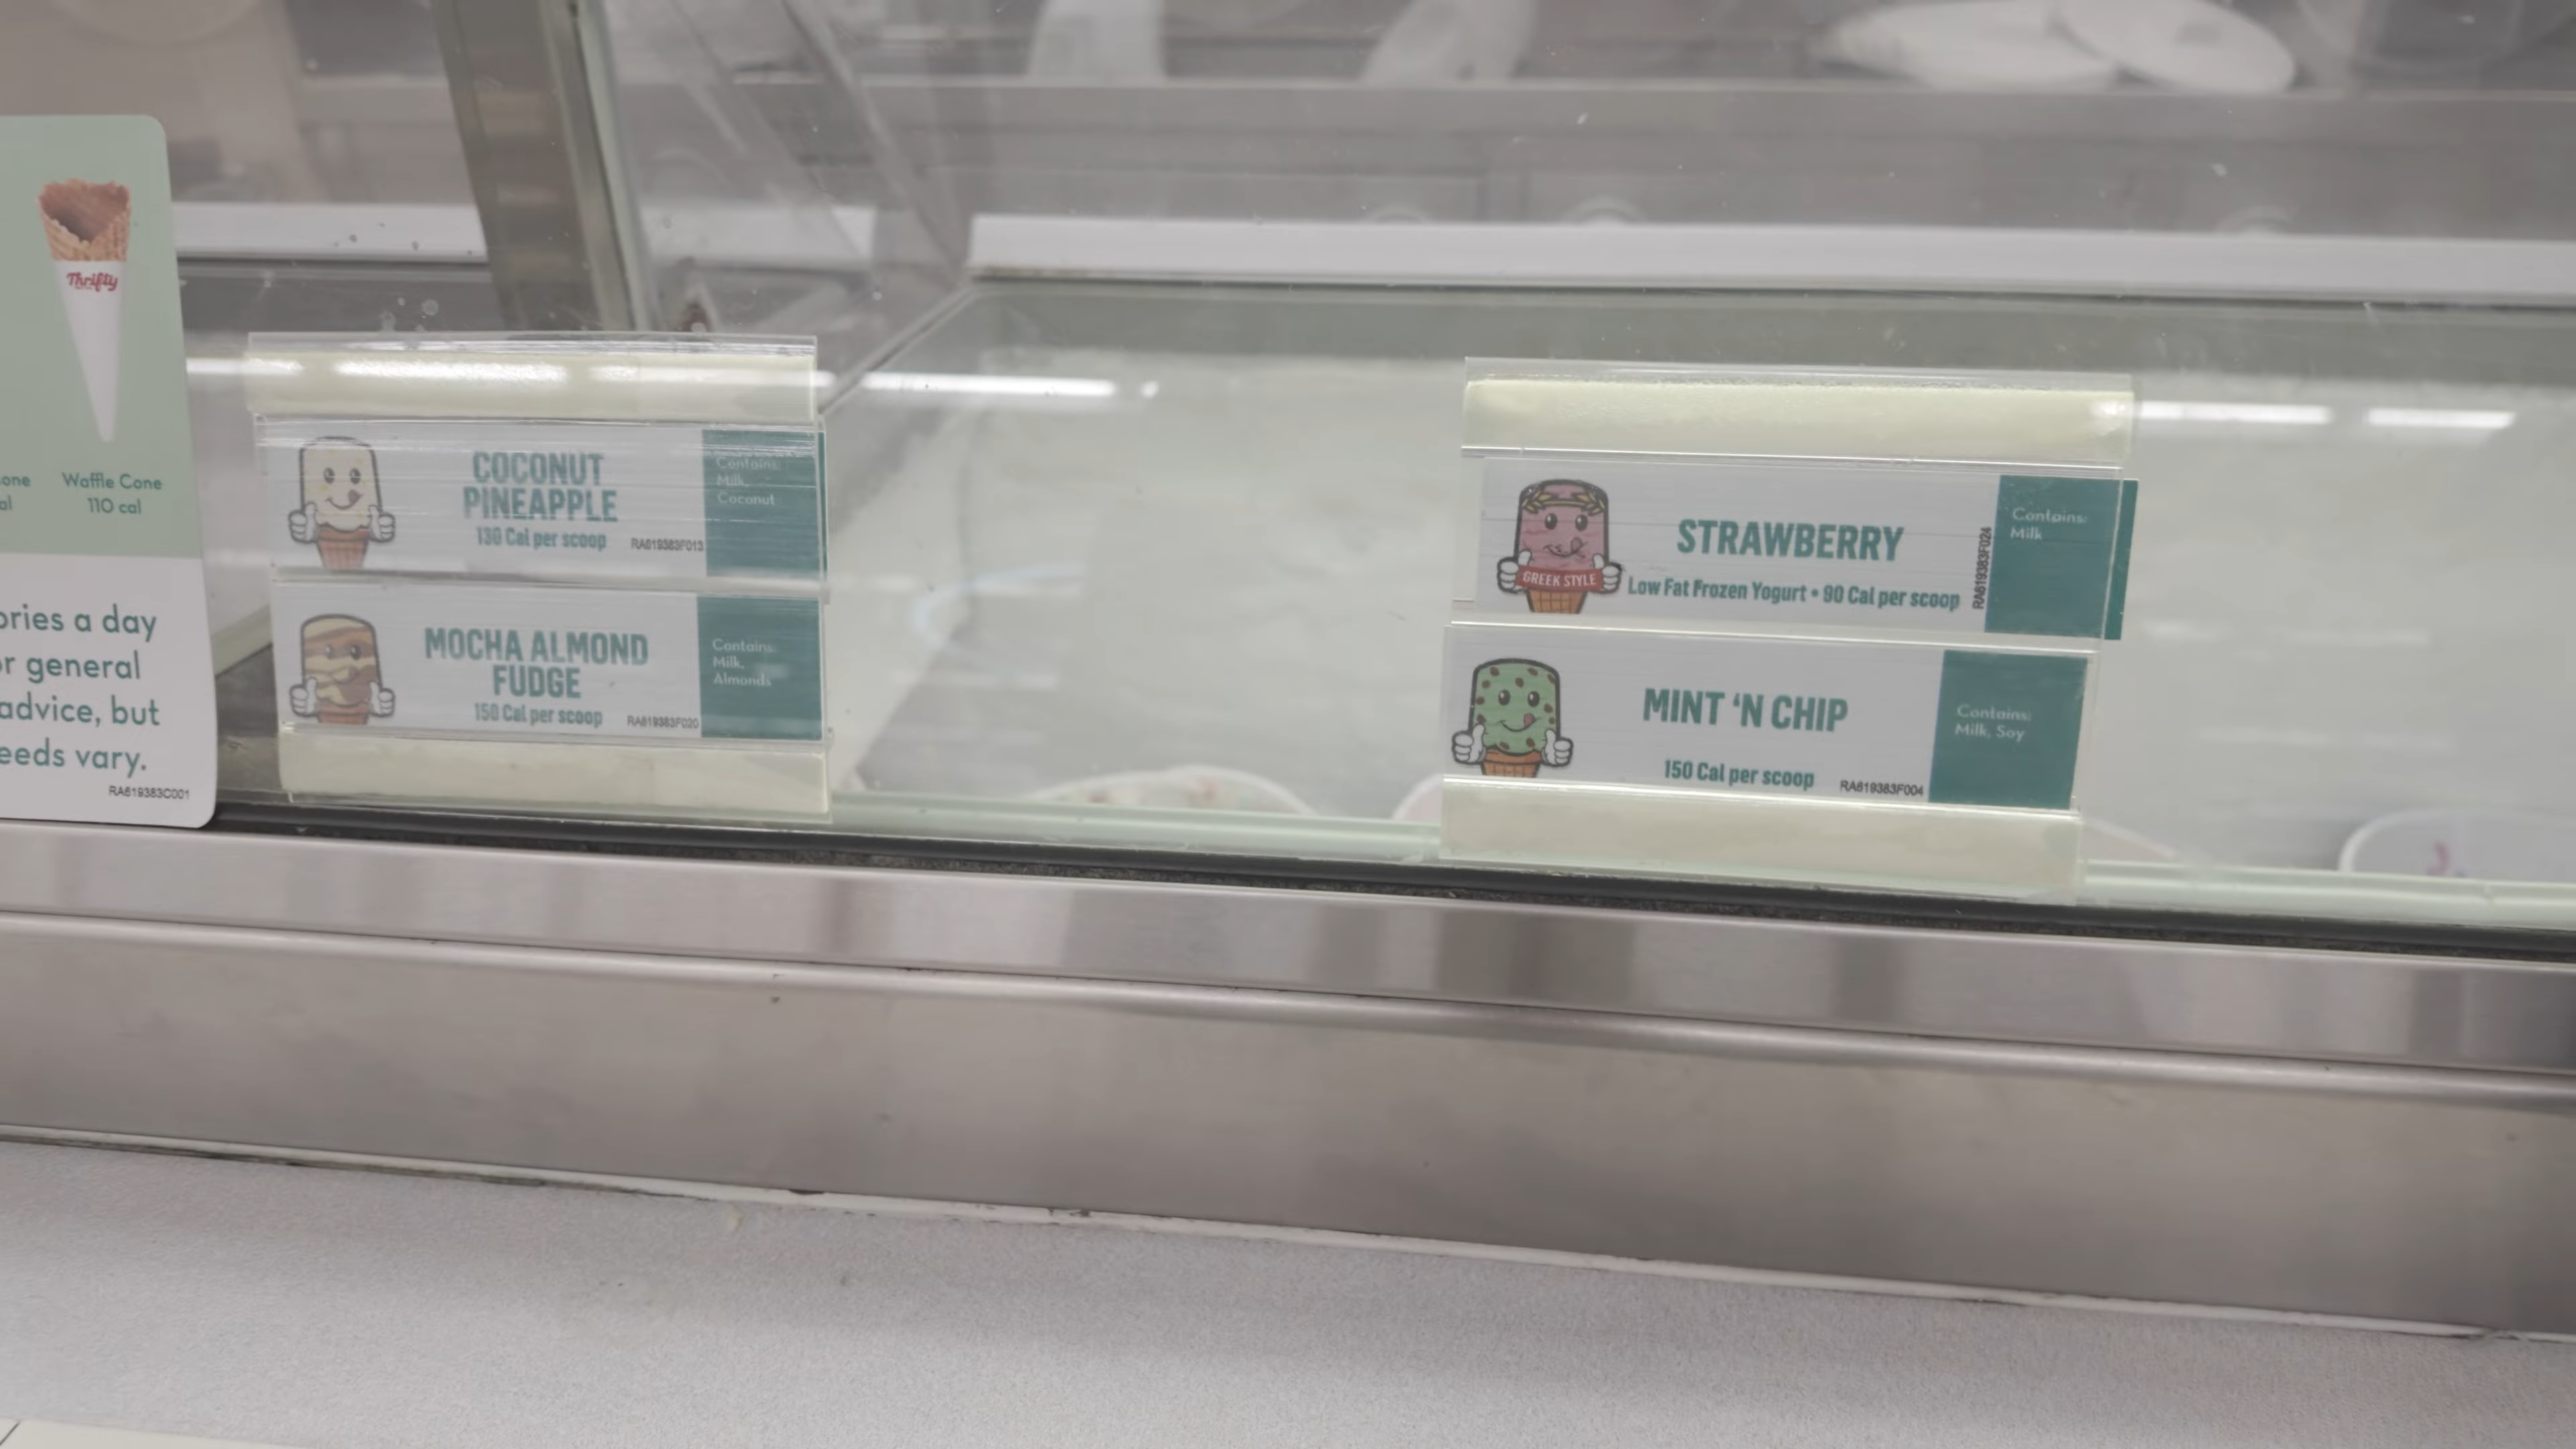 Thrifty
one
al
Waffle Cone
110 cal
ories a day
r general
advice, but
eeds vary.
RA619383C001
COCONUT
PINEAPPLE
130 Cal per scoop
RA619383F013
Contains:
Milk,
Coconut
MOCHA ALMOND
FUDGE
150 Cal per scoop
RA619383F020
Contains:
Milk,
Almonds
GREEK STYLE
STRAWBERRY
Low Fat Frozen Yogurt • 90 Cal per scoop
RA619383F024
Contains:
Milk
MINT ‘N CHIP
150 Cal per scoop
RA619383F004
Contains:
Milk, Soy